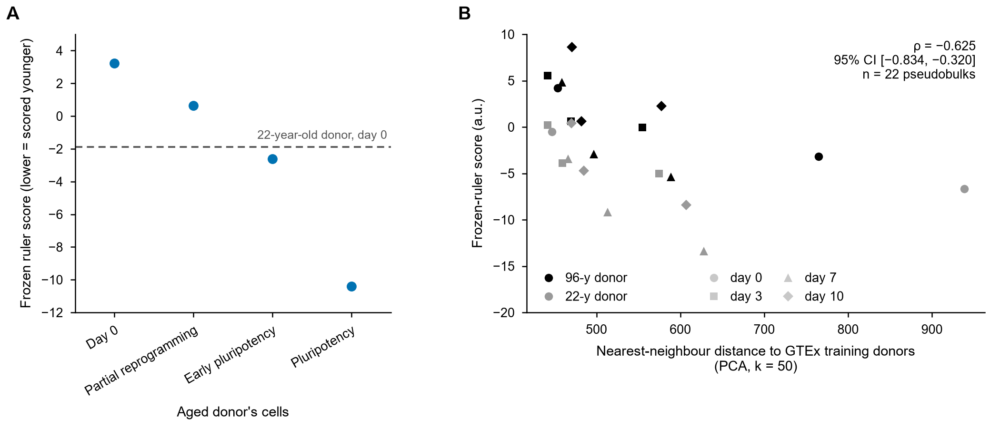 A
Frozen ruler score (lower = scored younger)
4
2
0
−2
−4
−6
−8
−10
−12
22-year-old donor, day 0
Day 0
Partial reprogramming
Early pluripotency
Pluripotency
Aged donor's cells
B
Frozen-ruler score (a.u.)
10
5
0
−5
−10
−15
−20
ρ = −0.625
95% CI [−0.834, −0.320]
n = 22 pseudobulks
96-y donor
22-y donor
day 0
day 3
day 7
day 10
500
600
700
800
900
Nearest-neighbour distance to GTEx training donors
(PCA, k = 50)